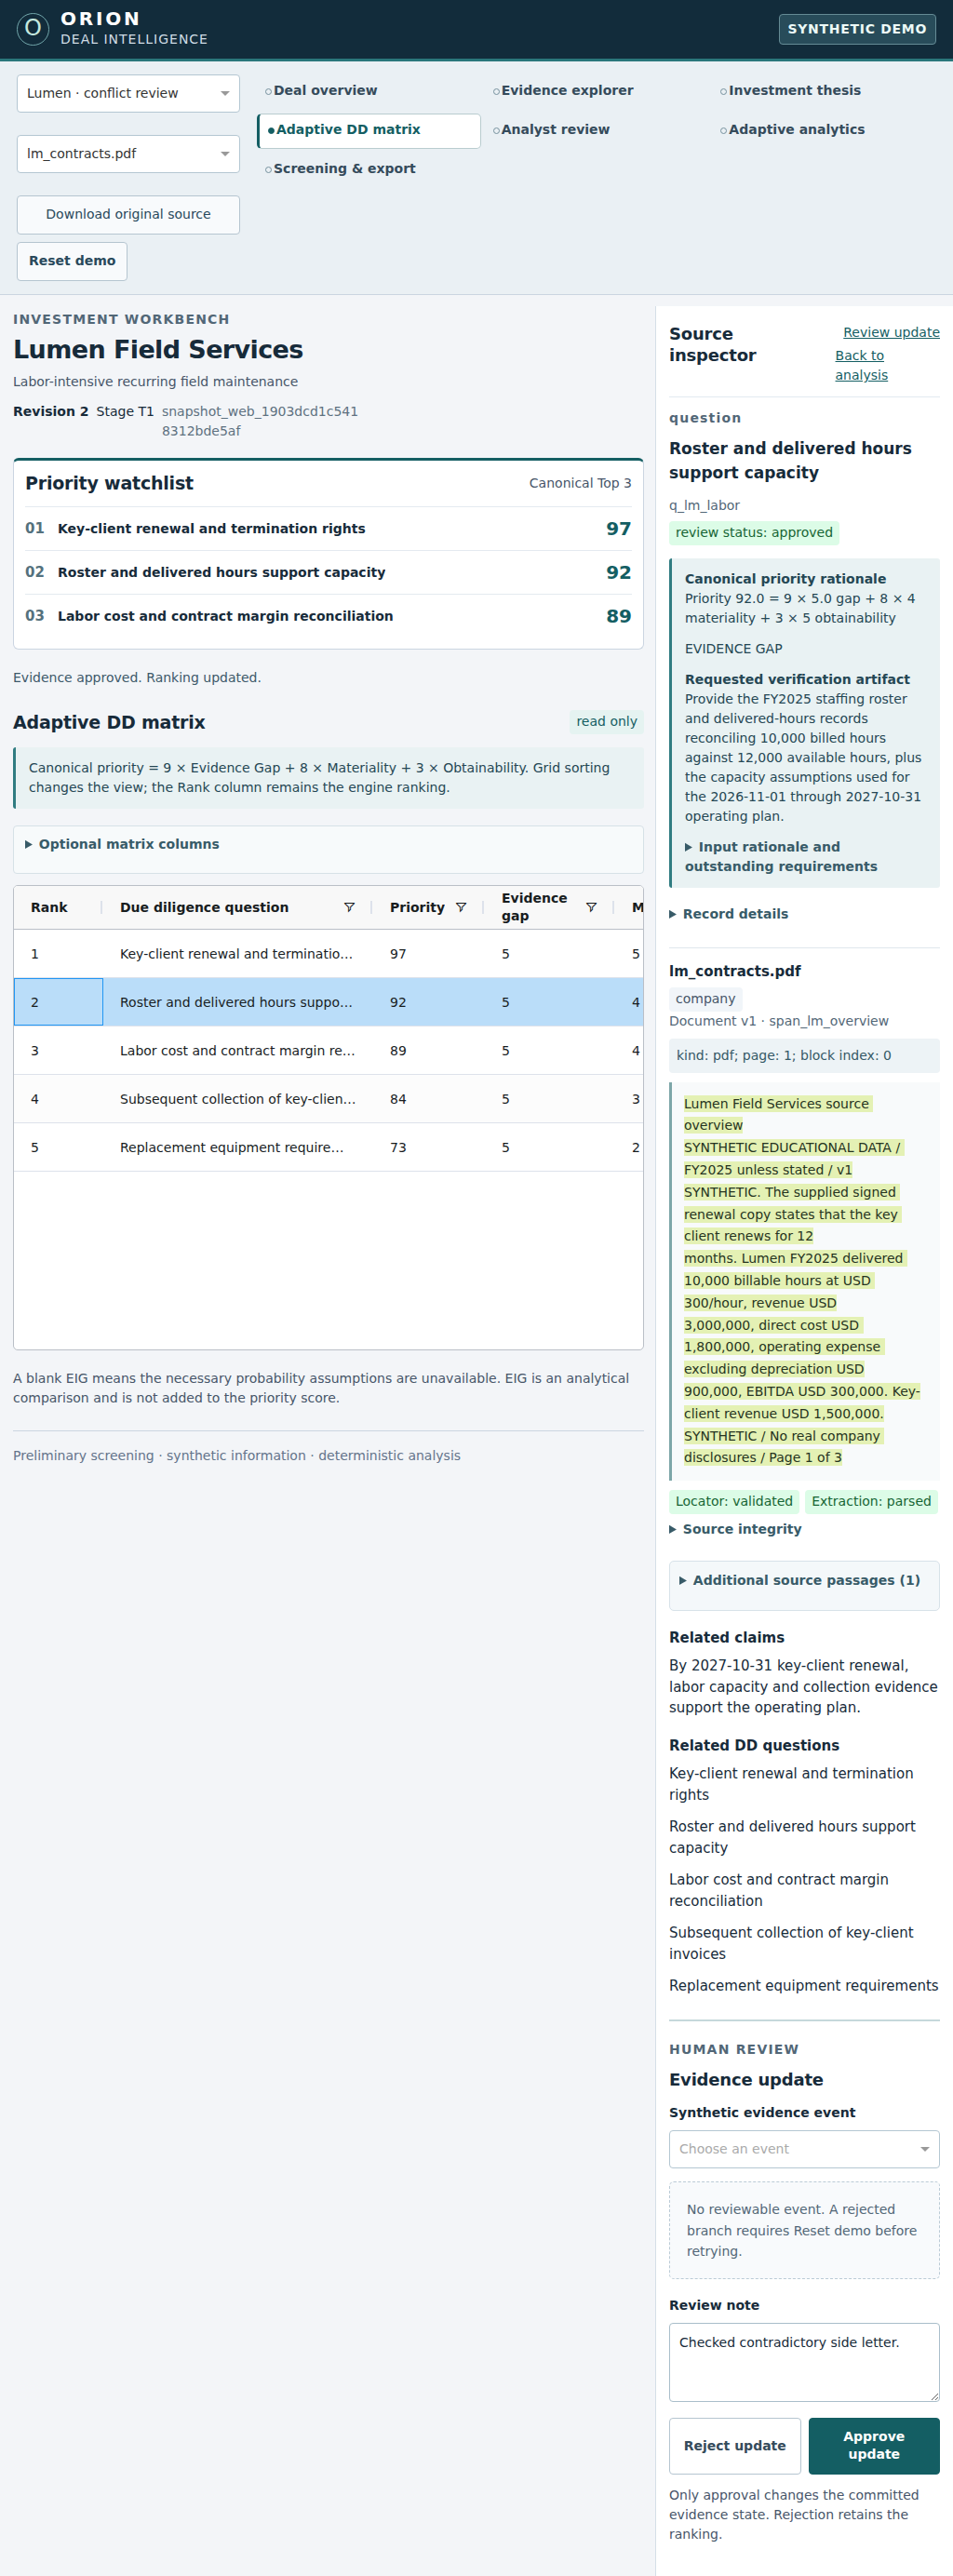 O
ORION
DEAL INTELLIGENCE
SYNTHETIC DEMO
Lumen · conflict review
lm_contracts.pdf
Download original source
Reset demo
Deal overview
Evidence explorer
Investment thesis
Adaptive DD matrix
Analyst review
Adaptive analytics
Screening & export
INVESTMENT WORKBENCH
Lumen Field Services
Labor-intensive recurring field maintenance
Revision 2 Stage T1 snapshot_web_1903dcd1c541
8312bde5af
Priority watchlist
Canonical Top 3
01 Key-client renewal and termination rights 97
02 Roster and delivered hours support capacity 92
03 Labor cost and contract margin reconciliation 89
Evidence approved. Ranking updated.
Adaptive DD matrix
read only
Canonical priority = 9 × Evidence Gap + 8 × Materiality + 3 × Obtainability. Grid sorting
changes the view; the Rank column remains the engine ranking.
Optional matrix columns
Rank Due diligence question Priority Evidence gap M
1 Key-client renewal and terminatio... 97 5 5
2 Roster and delivered hours suppo... 92 5 4
3 Labor cost and contract margin re... 89 5 4
4 Subsequent collection of key-clien... 84 5 3
5 Replacement equipment require... 73 5 2
A blank EIG means the necessary probability assumptions are unavailable. EIG is an analytical
comparison and is not added to the priority score.
Preliminary screening · synthetic information · deterministic analysis
Source
inspector
Review update
Back to
analysis
question
Roster and delivered hours
support capacity
q_lm_labor
review status: approved
Canonical priority rationale
Priority 92.0 = 9 × 5.0 gap + 8 × 4
materiality + 3 × 5 obtainability
EVIDENCE GAP
Requested verification artifact
Provide the FY2025 staffing roster
and delivered-hours records
reconciling 10,000 billed hours
against 12,000 available hours, plus
the capacity assumptions used for
the 2026-11-01 through 2027-10-31
operating plan.
Input rationale and
outstanding requirements
Record details
lm_contracts.pdf
company
Document v1 · span_lm_overview
kind: pdf; page: 1; block index: 0
Lumen Field Services source
overview
SYNTHETIC EDUCATIONAL DATA /
FY2025 unless stated / v1
SYNTHETIC. The supplied signed
renewal copy states that the key
client renews for 12
months. Lumen FY2025 delivered
10,000 billable hours at USD
300/hour, revenue USD
3,000,000, direct cost USD
1,800,000, operating expense
excluding depreciation USD
900,000, EBITDA USD 300,000. Key-
client revenue USD 1,500,000.
SYNTHETIC / No real company
disclosures / Page 1 of 3
Locator: validated
Extraction: parsed
Source integrity
Additional source passages (1)
Related claims
By 2027-10-31 key-client renewal,
labor capacity and collection evidence
support the operating plan.
Related DD questions
Key-client renewal and termination
rights
Roster and delivered hours support
capacity
Labor cost and contract margin
reconciliation
Subsequent collection of key-client
invoices
Replacement equipment requirements
HUMAN REVIEW
Evidence update
Synthetic evidence event
Choose an event
No reviewable event. A rejected
branch requires Reset demo before
retrying.
Review note
Checked contradictory side letter.
Reject update
Approve
update
Only approval changes the committed
evidence state. Rejection retains the
ranking.